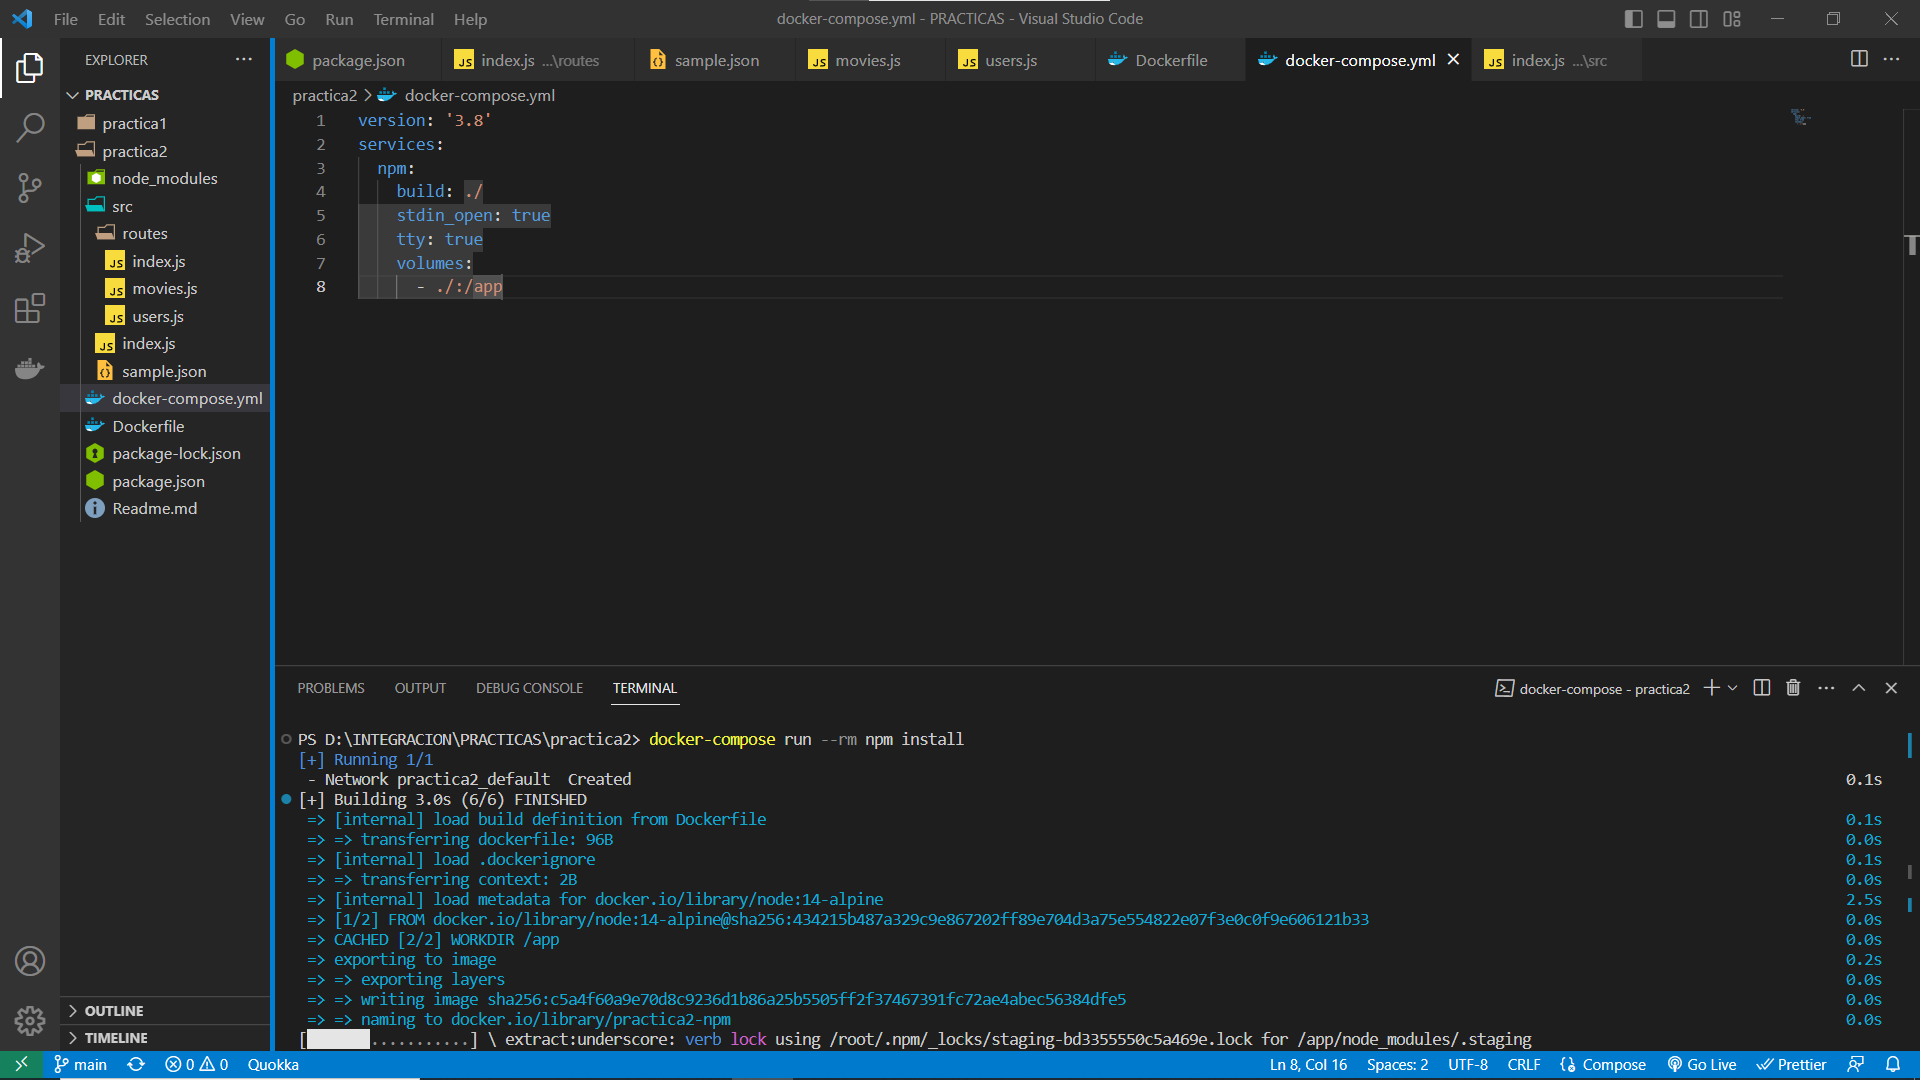 File Edit Selection View Go Run Terminal Help
docker-compose.yml - PRACTICAS - Visual Studio Code
EXPLORER
PRACTICAS
practica1
practica2
node_modules
src
routes
index.js
movies.js
users.js
index.js
sample.json
docker-compose.yml
Dockerfile
package-lock.json
package.json
Readme.md
OUTLINE
TIMELINE
package.json index.js ...\routes sample.json movies.js users.js Dockerfile docker-compose.yml index.js ...\src
practica2 > docker-compose.yml
1 version: '3.8'
2 services:
3 npm:
4 build: ./
5 stdin_open: true
6 tty: true
7 volumes:
8 - ./:/app
PROBLEMS OUTPUT DEBUG CONSOLE TERMINAL
docker-compose - practica2
PS D:\INTEGRACION\PRACTICAS\practica2> docker-compose run --rm npm install
[+] Running 1/1
- Network practica2_default Created 0.1s
[+] Building 3.0s (6/6) FINISHED
=> [internal] load build definition from Dockerfile 0.1s
=> => transferring dockerfile: 96B 0.0s
=> [internal] load .dockerignore 0.1s
=> => transferring context: 2B 0.0s
=> [internal] load metadata for docker.io/library/node:14-alpine 2.5s
=> [1/2] FROM docker.io/library/node:14-alpine@sha256:434215b487a329c9e867202ff89e704d3a75e554822e07f3e0c0f9e606121b33 0.0s
=> CACHED [2/2] WORKDIR /app 0.0s
=> exporting to image 0.2s
=> => exporting layers 0.0s
=> => writing image sha256:c5a4f60a9e70d8c9236d1b86a25b5505ff2f37467391fc72ae4abec56384dfe5 0.0s
=> => naming to docker.io/library/practica2-npm 0.0s
[ ...........] \ extract:underscore: verb lock using /root/.npm/_locks/staging-bd3355550c5a469e.lock for /app/node_modules/.staging
main 0 0 Quokka
Ln 8, Col 16 Spaces: 2 UTF-8 CRLF Compose Go Live Prettier